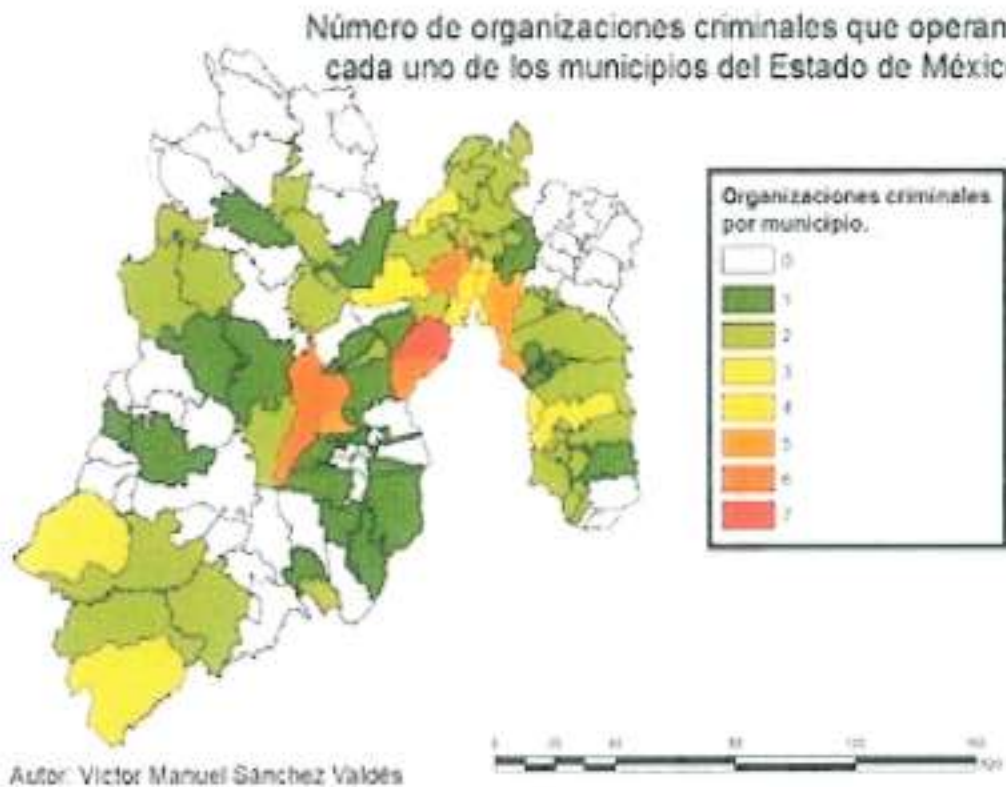 Número de organizaciones criminales que operan
cada uno de los municipios del Estado de Méxic
Organizaciones criminales
por municipio.
0
1
2
3
4
5
6
7
Autor: Victor Manuel Sánchez Valdés